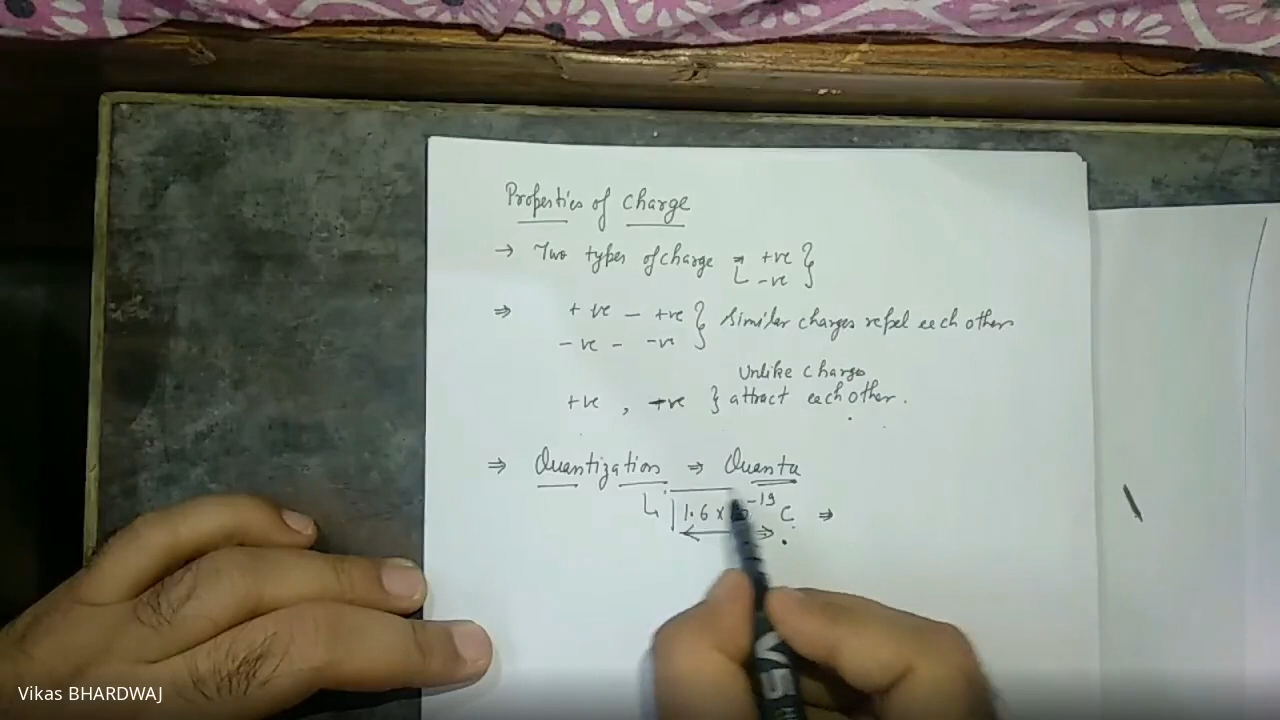 Properties of Charge
→ Two types of charge +ve }
-ve
⇒ +ve - +ve } Similar charges repel each other
-ve - -ve
Unlike Charges
+ve , -ve } attract each other.
⇒ Quantization ⇒ Quanta
↳ 1.6 x 10⁻¹⁹ C ⇒
V5
Vikas BHARDWAJ